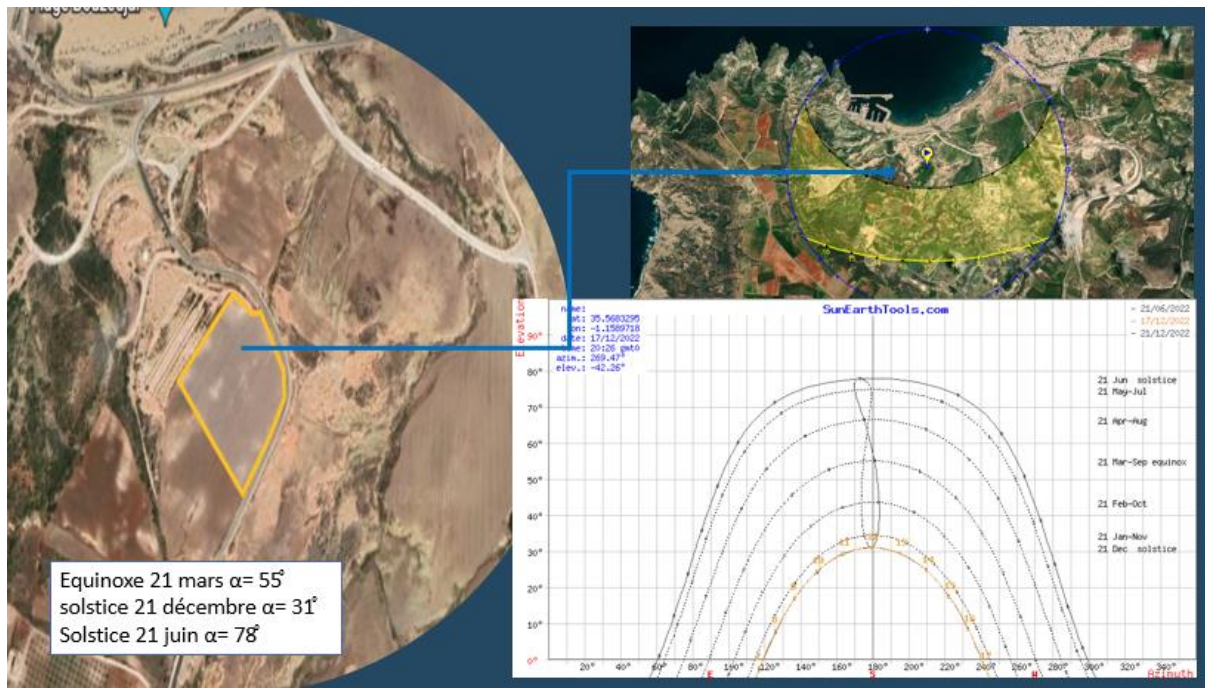 Plage Bouzedjar
Equinoxe 21 mars α= 55°
solstice 21 décembre α= 31°
Solstice 21 juin α= 78°
Elevation
name:
lat: 35.5683295
lon: -1.1589718
date: 17/12/2022
time: 20:26 gmt0
azim.: 269.47°
elev.: -42.26°
SunEarthTools.com
— 21/06/2022
— 17/12/2022
— 21/12/2022
90°
80°
70°
60°
50°
40°
30°
20°
10°
0°
21 Jun solstice
21 May-Jul
21 Apr-Aug
21 Mar-Sep equinox
21 Feb-Oct
21 Jan-Nov
21 Dec solstice
20° 40° 60° 80° 100° 120° 140° 160° 180° 200° 220° 240° 260° 280° 300° 320° 340°
E S W Azimuth